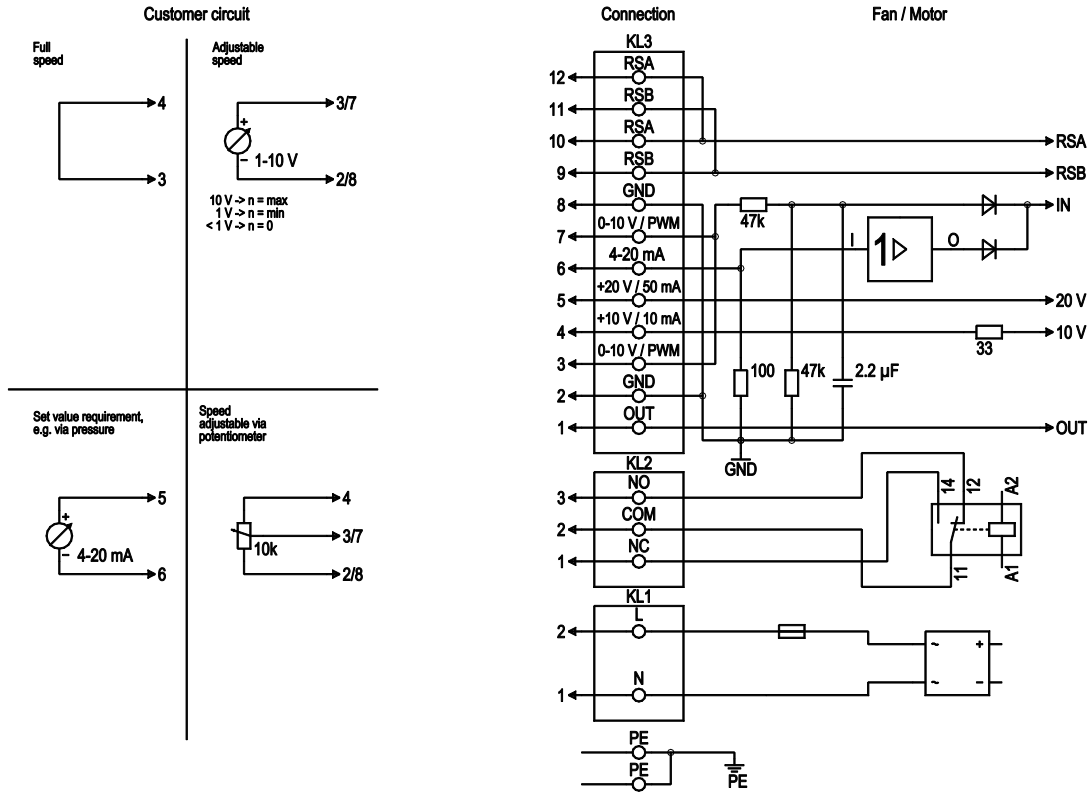 Customer circuit
Connection
Fan / Motor
Full
speed
4
3
Adjustable
speed
3/7
+
1-10 V
–
2/8
10 V -> n = max
1 V -> n = min
< 1 V -> n = 0
Set value requirement,
e.g. via pressure
5
+
4-20 mA
–
6
Speed
adjustable via
potentiometer
4
3/7
10k
2/8
KL3
12
RSA
11
RSB
10
RSA
RSA
9
RSB
RSB
8
GND
47k
IN
7
0-10 V / PWM
I
1
O
6
4-20 mA
5
+20 V / 50 mA
20 V
4
+10 V / 10 mA
33
10 V
3
0-10 V / PWM
100
47k
2.2 µF
2
GND
1
OUT
OUT
GND
KL2
3
NO
2
COM
1
NC
14
12
A2
11
A1
KL1
2
L
1
N
~
+
~
–
PE
PE
PE